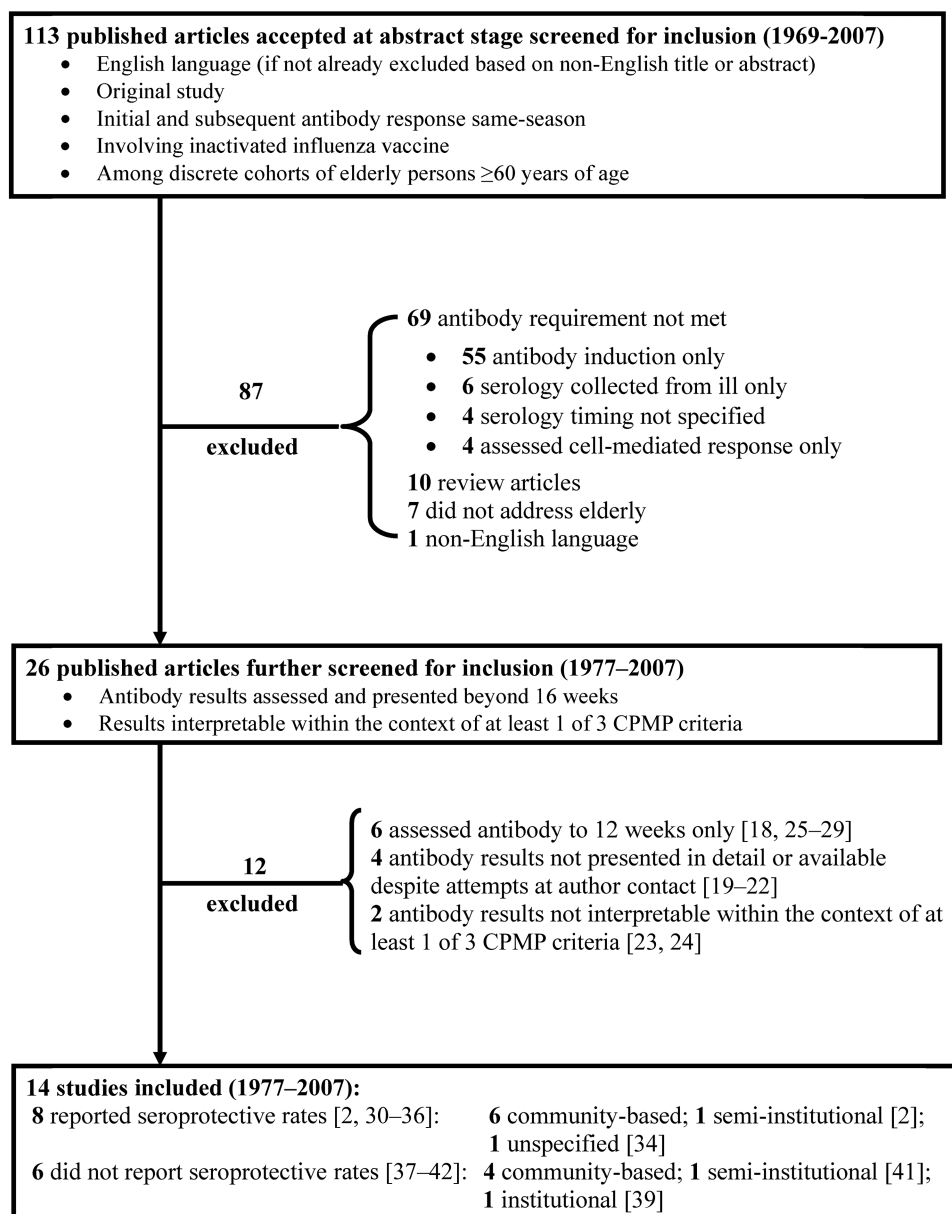 113 published articles accepted at abstract stage screened for inclusion (1969-2007)
• English language (if not already excluded based on non-English title or abstract)
• Original study
• Initial and subsequent antibody response same-season
• Involving inactivated influenza vaccine
• Among discrete cohorts of elderly persons ≥60 years of age
87
excluded
69 antibody requirement not met
• 55 antibody induction only
• 6 serology collected from ill only
• 4 serology timing not specified
• 4 assessed cell-mediated response only
10 review articles
7 did not address elderly
1 non-English language
26 published articles further screened for inclusion (1977–2007)
• Antibody results assessed and presented beyond 16 weeks
• Results interpretable within the context of at least 1 of 3 CPMP criteria
12
excluded
6 assessed antibody to 12 weeks only [18, 25–29]
4 antibody results not presented in detail or available
despite attempts at author contact [19–22]
2 antibody results not interpretable within the context of at
least 1 of 3 CPMP criteria [23, 24]
14 studies included (1977–2007):
8 reported seroprotective rates [2, 30–36]: 6 community-based; 1 semi-institutional [2];
1 unspecified [34]
6 did not report seroprotective rates [37–42]: 4 community-based; 1 semi-institutional [41];
1 institutional [39]